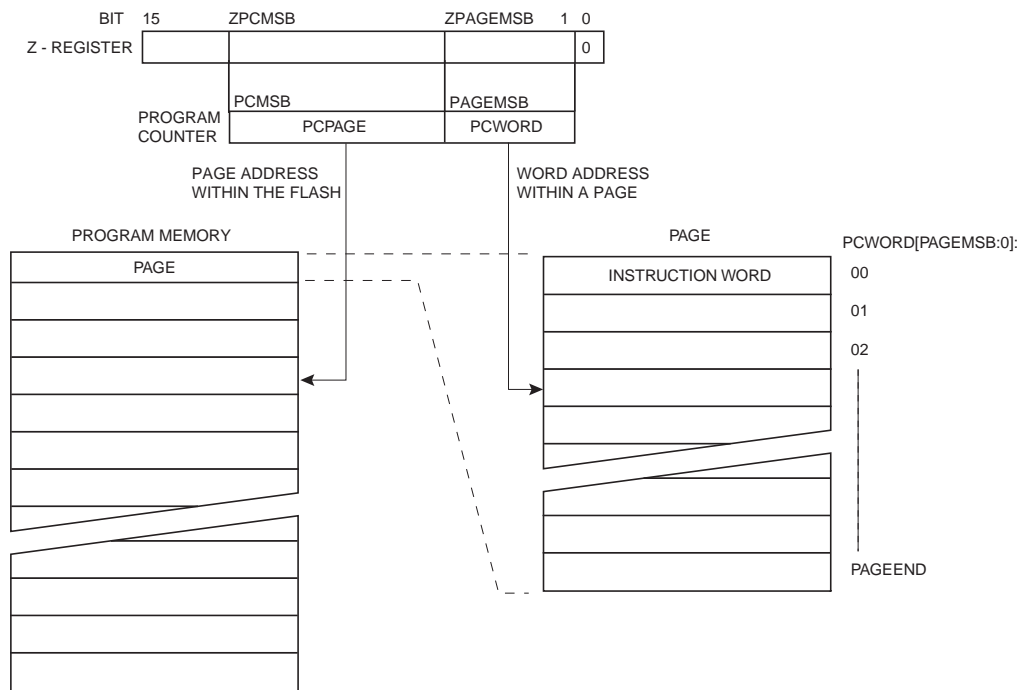 BIT 15 ZPCMSB ZPAGEMSB 1 0
Z - REGISTER 0
PCMSB PAGEMSB
PROGRAM
COUNTER
PCPAGE PCWORD
PAGE ADDRESS
WITHIN THE FLASH
WORD ADDRESS
WITHIN A PAGE
PROGRAM MEMORY
PAGE
PAGE
PCWORD[PAGEMSB:0]:
INSTRUCTION WORD
00
01
02
PAGEEND